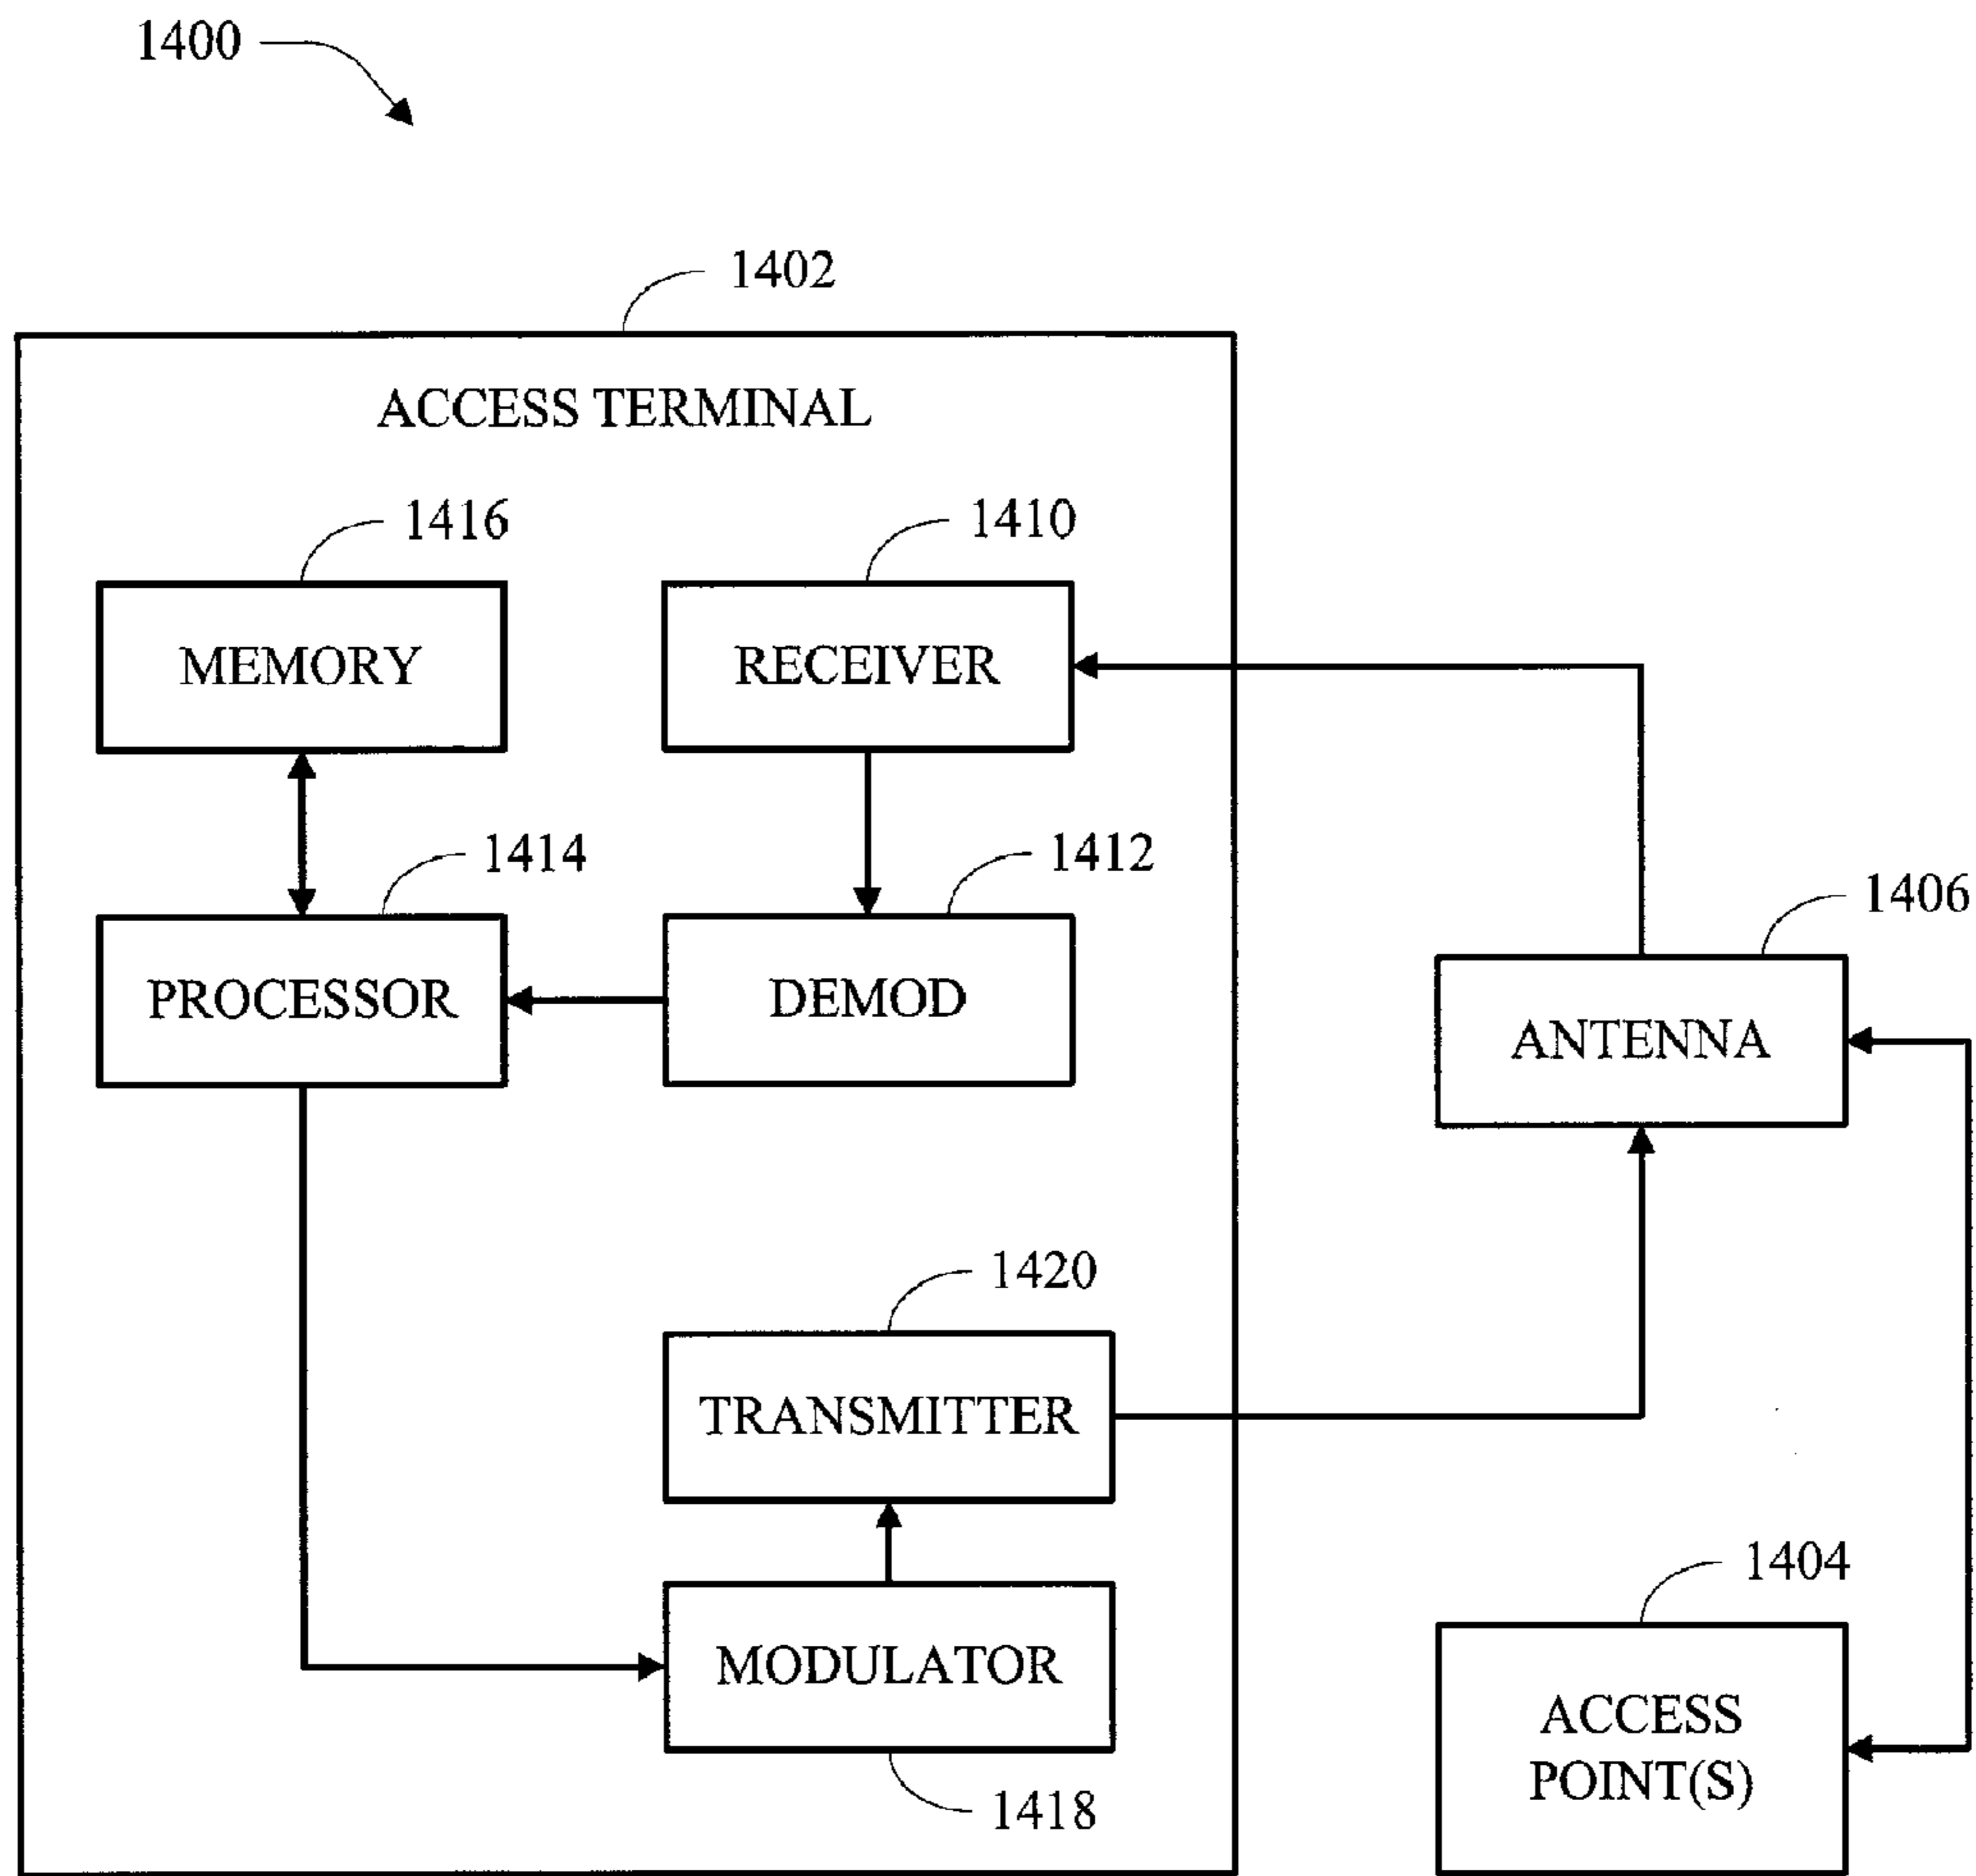 1400
1402
ACCESS TERMINAL
1416
1410
MEMORY
RECEIVER
1414
1412
1406
PROCESSOR
DEMOD
ANTENNA
1420
TRANSMITTER
1404
MODULATOR
ACCESS
POINT(S)
1418